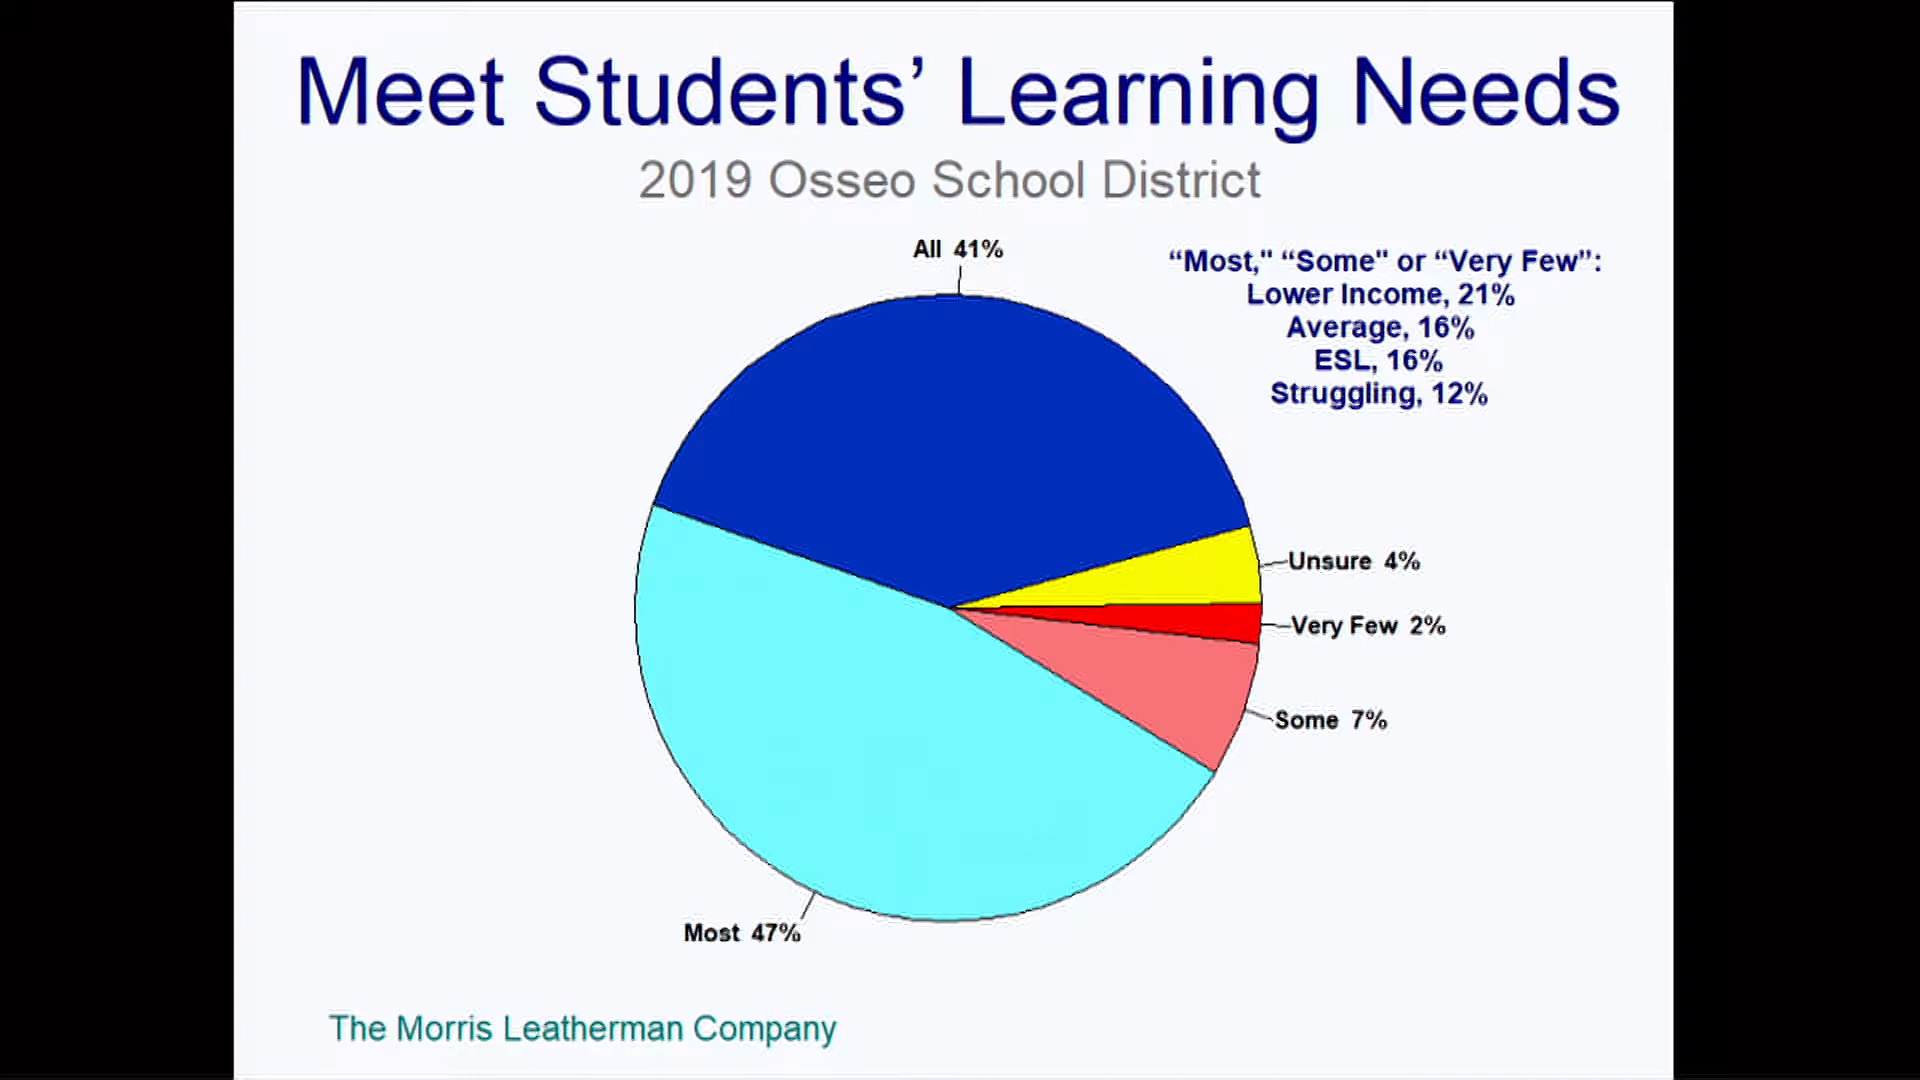 Meet Students’ Learning Needs
2019 Osseo School District
All 41%
“Most," “Some" or “Very Few”:
Lower Income, 21%
Average, 16%
ESL, 16%
Struggling, 12%
Unsure 4%
Very Few 2%
Some 7%
Most 47%
The Morris Leatherman Company